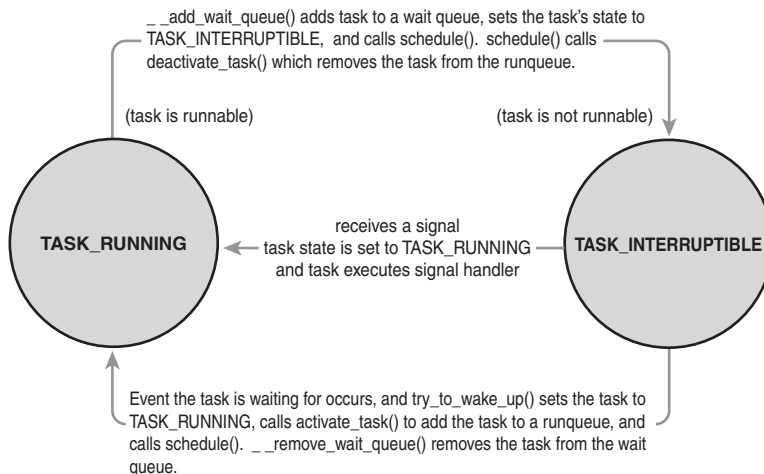 _ _add_wait_queue() adds task to a wait queue, sets the task's state to
TASK_INTERRUPTIBLE, and calls schedule(). schedule() calls
deactivate_task() which removes the task from the runqueue.
(task is runnable)
(task is not runnable)
TASK_RUNNING
receives a signal
task state is set to TASK_RUNNING
and task executes signal handler
TASK_INTERRUPTIBLE
Event the task is waiting for occurs, and try_to_wake_up() sets the task to
TASK_RUNNING, calls activate_task() to add the task to a runqueue, and
calls schedule(). _ _remove_wait_queue() removes the task from the wait
queue.